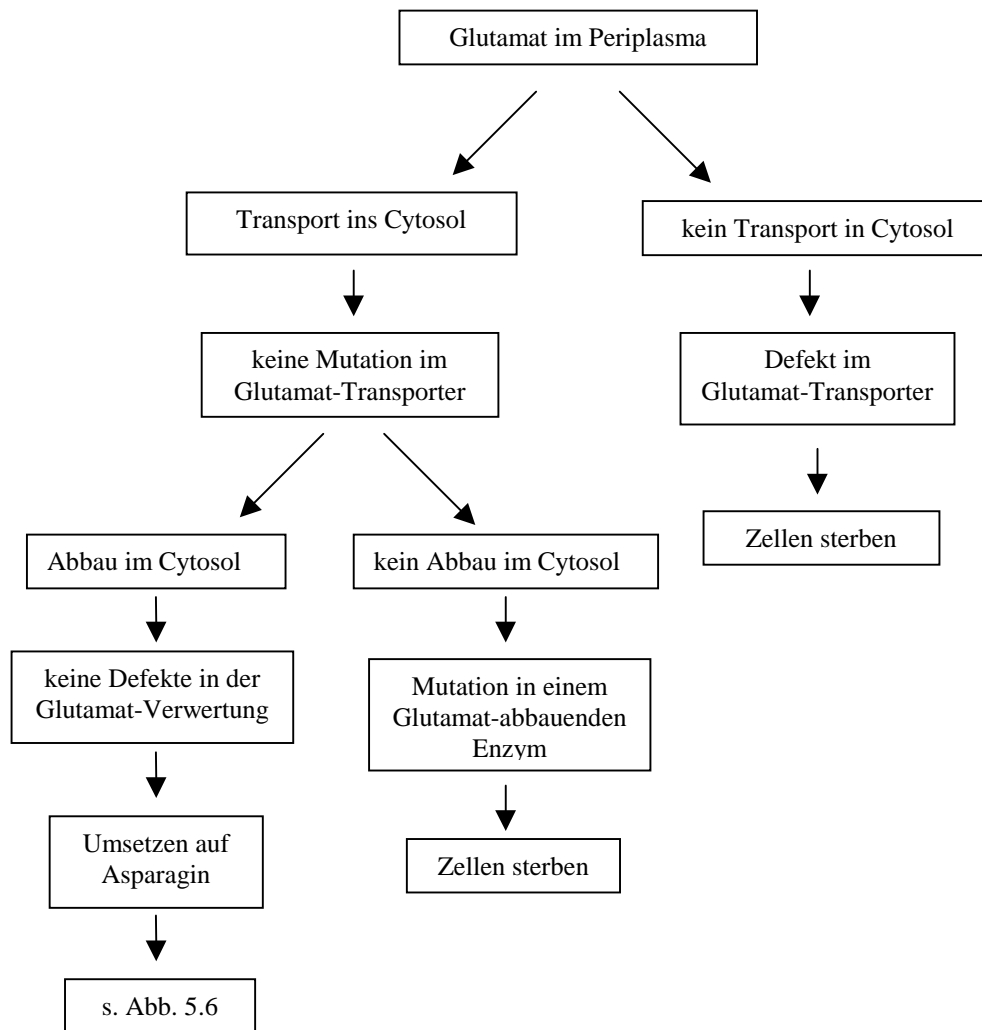 Glutamat im Periplasma
Transport ins Cytosol
kein Transport in Cytosol
keine Mutation im
Glutamat-Transporter
Defekt im
Glutamat-Transporter
Abbau im Cytosol
kein Abbau im Cytosol
Zellen sterben
keine Defekte in der
Glutamat-Verwertung
Mutation in einem
Glutamat-abbauenden
Enzym
Umsetzen auf
Asparagin
Zellen sterben
s. Abb. 5.6